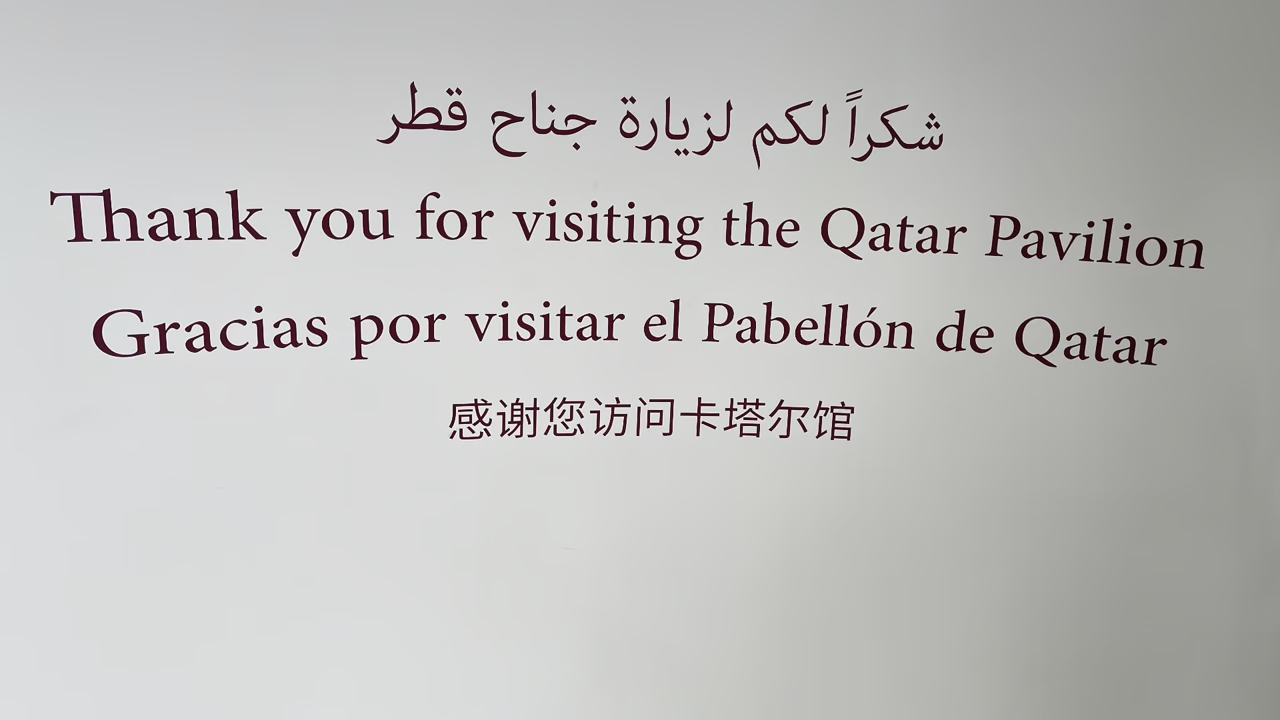 شكراً لكم لزيارة جناح قطر
Thank you for visiting the Qatar Pavilion
Gracias por visitar el Pabellón de Qatar
感谢您访问卡塔尔馆